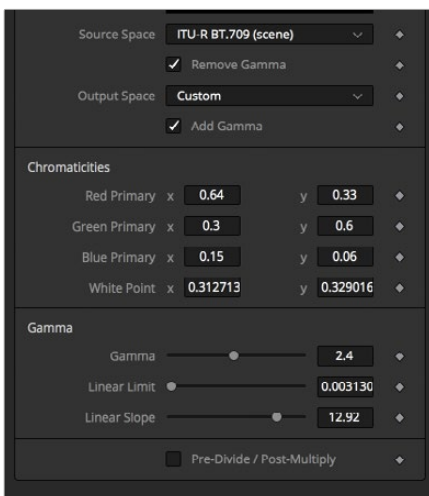 Source Space ITU-R BT.709 (scene)
Remove Gamma
Output Space Custom
Add Gamma
Chromaticities
Red Primary x 0.64 y 0.33
Green Primary x 0.3 y 0.6
Blue Primary x 0.15 y 0.06
White Point x 0.312713 y 0.329016
Gamma
Gamma 2.4
Linear Limit 0.003130
Linear Slope 12.92
Pre-Divide / Post-Multiply